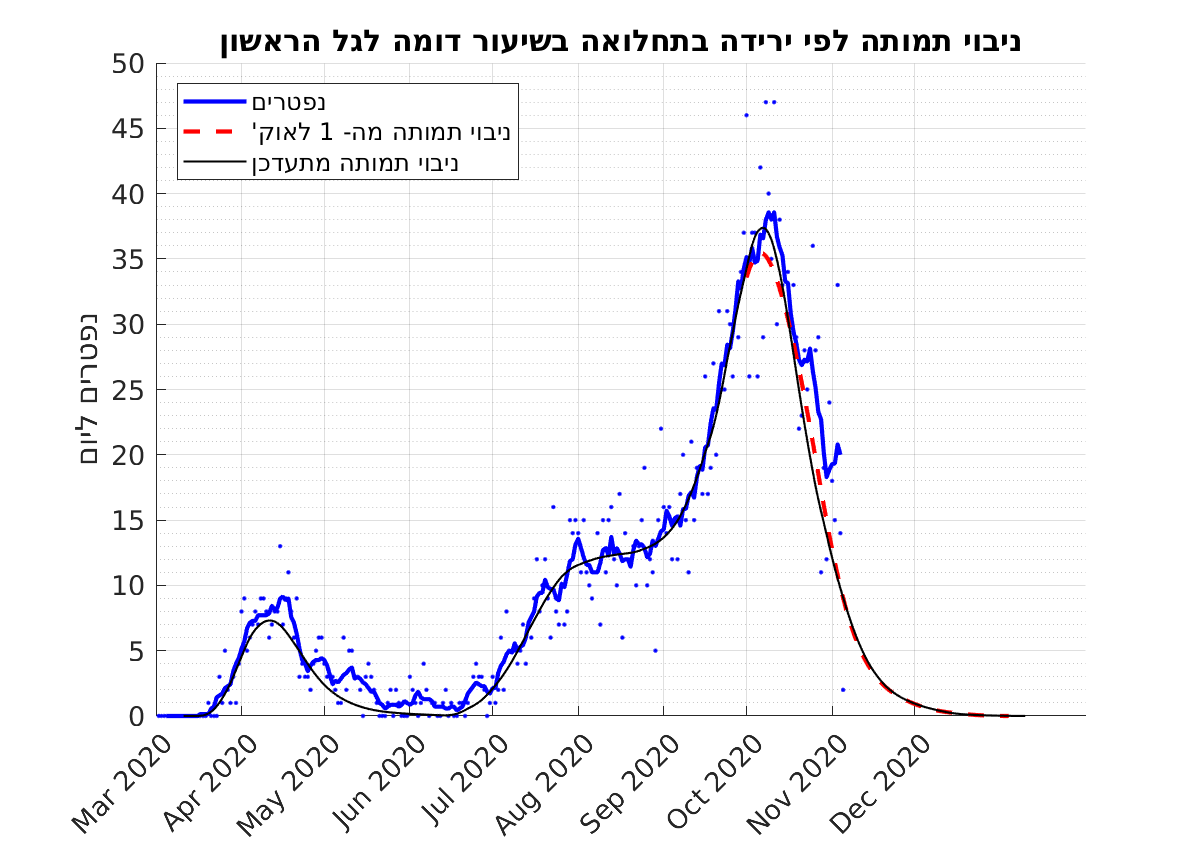 ניבוי תמותה לפי ירידה בתחלואה בשיעור דומה לגל הראשון
נפטרים
ניבוי תמותה מה- 1 לאוק'
ניבוי תמותה מתעדכן
נפטרים ליום
50
45
40
35
30
25
20
15
10
5
0
Mar 2020
Apr 2020
May 2020
Jun 2020
Jul 2020
Aug 2020
Sep 2020
Oct 2020
Nov 2020
Dec 2020